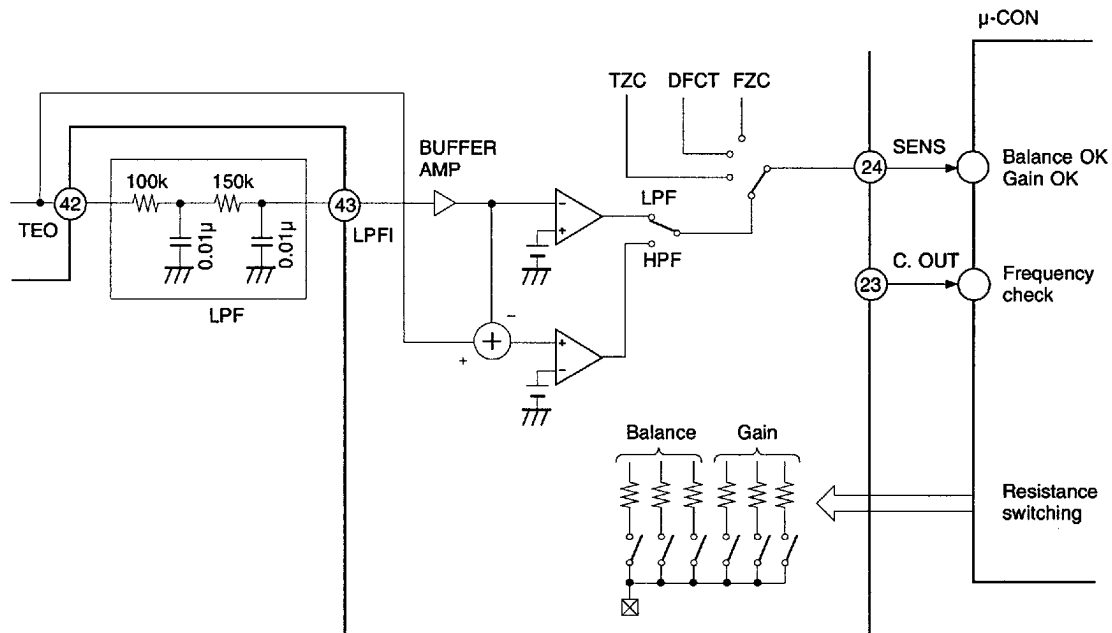 μ-CON
TZC DFCT FZC
BUFFER
AMP
SENS
24
Balance OK
Gain OK
100k 150k
42
43
TEO
LPFI
0.01μ
0.01μ
LPF
LPF
HPF
−
+
C. OUT
23
Frequency
check
−
+
+
+
−
Balance Gain
Resistance
switching